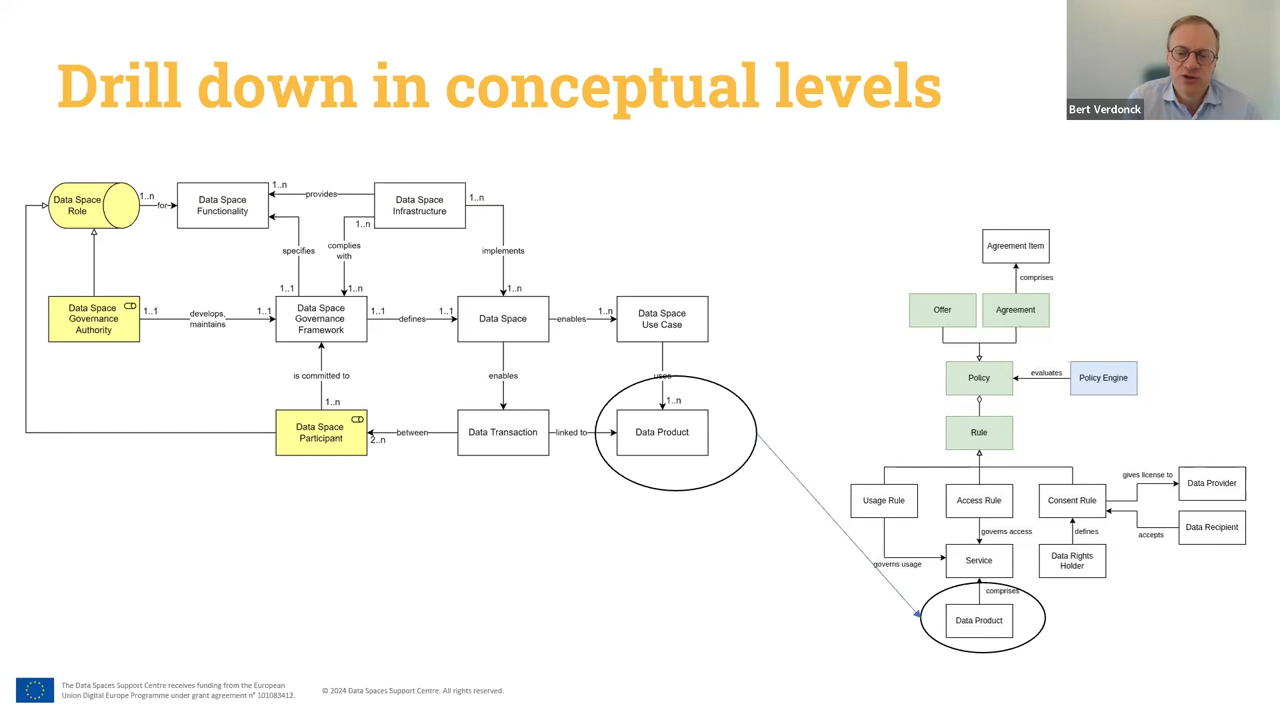 Drill down in conceptual levels
Bert Verdonck
Data Space
Role
1..n
for
Data Space
Functionality
1..n
provides
Data Space
Infrastructure
1..n
1..n
specifies
complies
with
implements
1..1
1..n
1..n
Data Space
Governance
Authority
1..1
develops,
maintains
1..1
Data Space
Governance
Framework
1..1
defines
1..1
Data Space
enables
1..n
Data Space
Use Case
is committed to
enables
uses
1..n
1..n
Data Space
Participant
2..n
between
Data Transaction
linked to
Data Product
Agreement Item
comprises
Offer
Agreement
Policy
evaluates
Policy Engine
Rule
Usage Rule
Access Rule
Consent Rule
gives license to
Data Provider
accepts
Data Recipient
governs access
defines
governs usage
Service
Data Rights
Holder
comprises
Data Product
The Data Spaces Support Centre receives funding from the European
Union Digital Europe Programme under grant agreement n° 101083412.
© 2024 Data Spaces Support Centre. All rights reserved.